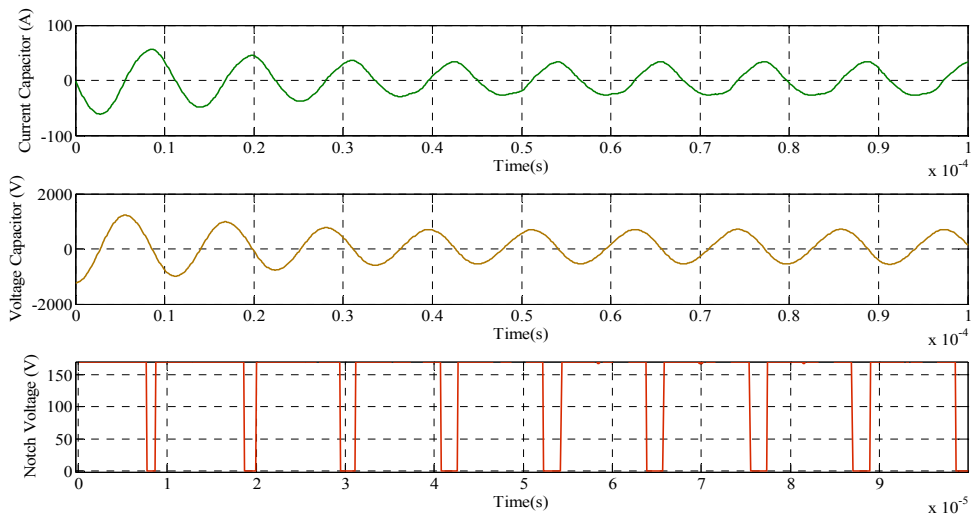 Current Capacitor (A)
100
0
-100
0 0.1 0.2 0.3 0.4 0.5 0.6 0.7 0.8 0.9 1
Time(s)
x 10-4
Voltage Capacitor (V)
2000
0
-2000
0 0.1 0.2 0.3 0.4 0.5 0.6 0.7 0.8 0.9 1
Time(s)
x 10-4
Notch Voltage (V)
150
100
50
0
0 1 2 3 4 5 6 7 8 9
Time(s)
x 10-5